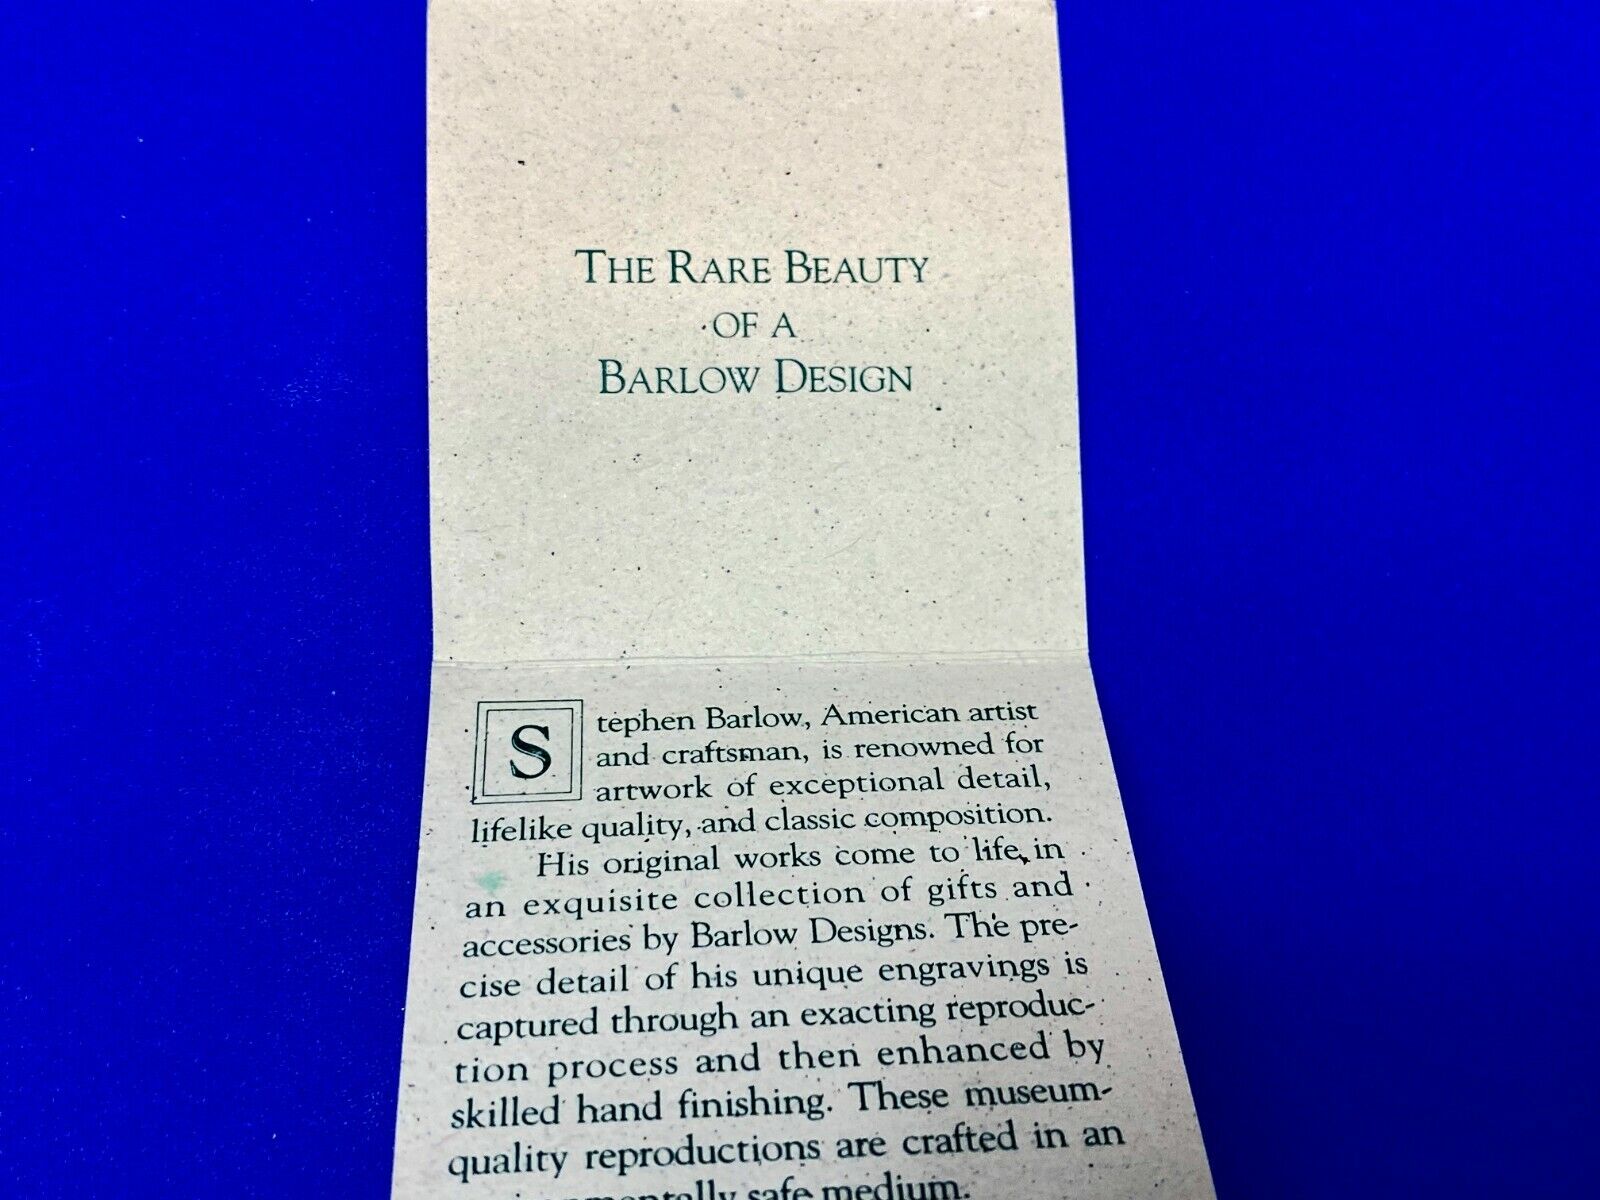 THE RARE BEAUTY
OF A
BARLOW DESIGN
Stephen Barlow, American artist
and craftsman, is renowned for
artwork of exceptional detail,
lifelike quality, and classic composition.
His original works come to life in
an exquisite collection of gifts and
accessories by Barlow Designs. The pre-
cise detail of his unique engravings is
captured through an exacting reproduc-
tion process and then enhanced by
skilled hand finishing. These museum-
quality reproductions are crafted in an
safe medium.